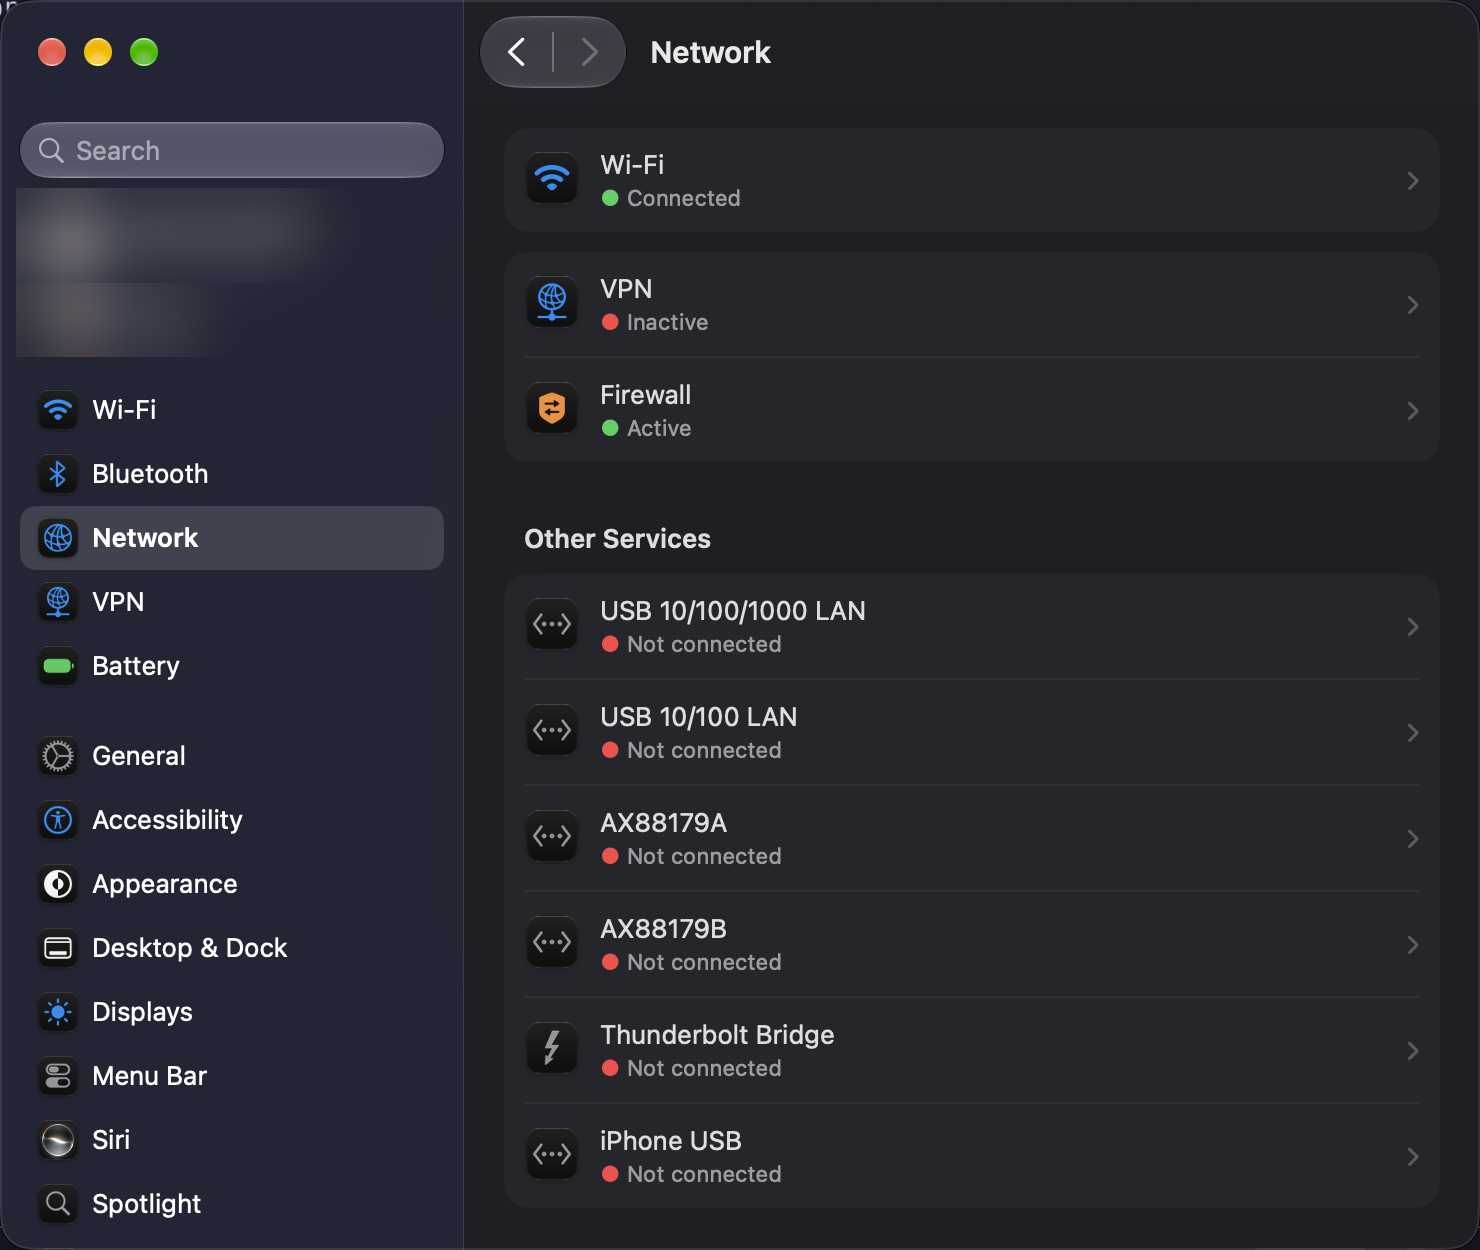 Network
Search
Wi-Fi
Bluetooth
Network
VPN
Battery
General
Accessibility
Appearance
Desktop & Dock
Displays
Menu Bar
Siri
Spotlight
Wi-Fi
Connected
VPN
Inactive
Firewall
Active
Other Services
USB 10/100/1000 LAN
Not connected
USB 10/100 LAN
Not connected
AX88179A
Not connected
AX88179B
Not connected
Thunderbolt Bridge
Not connected
iPhone USB
Not connected